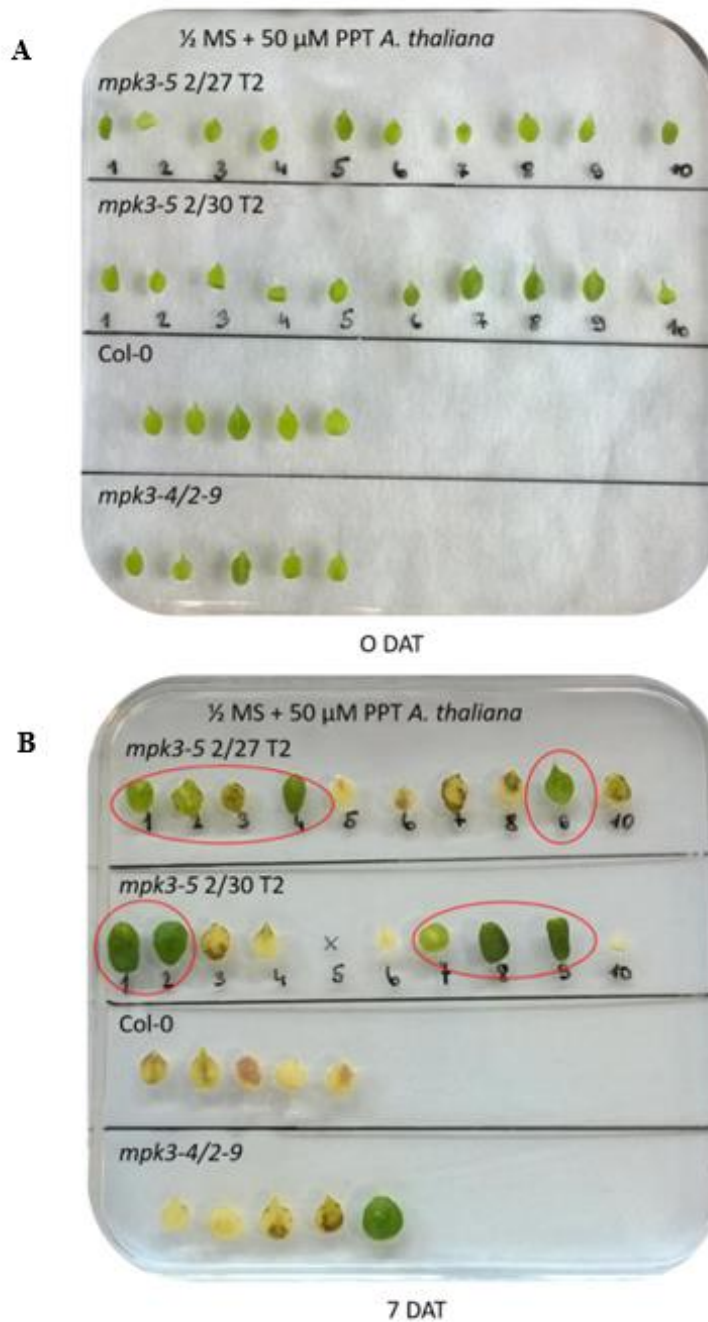 A
½ MS + 50 µM PPT A. thaliana
mpk3-5 2/27 T2
1 2 3 4 5 6 7 8 9 10
mpk3-5 2/30 T2
1 2 3 4 5 6 7 8 9 10
Col-0
mpk3-4/2-9
O DAT
B
½ MS + 50 µM PPT A. thaliana
mpk3-5 2/27 T2
1 2 3 4 5 6 7 8 9 10
mpk3-5 2/30 T2
x
1 2 3 4 5 6 7 8 9 10
Col-0
mpk3-4/2-9
7 DAT